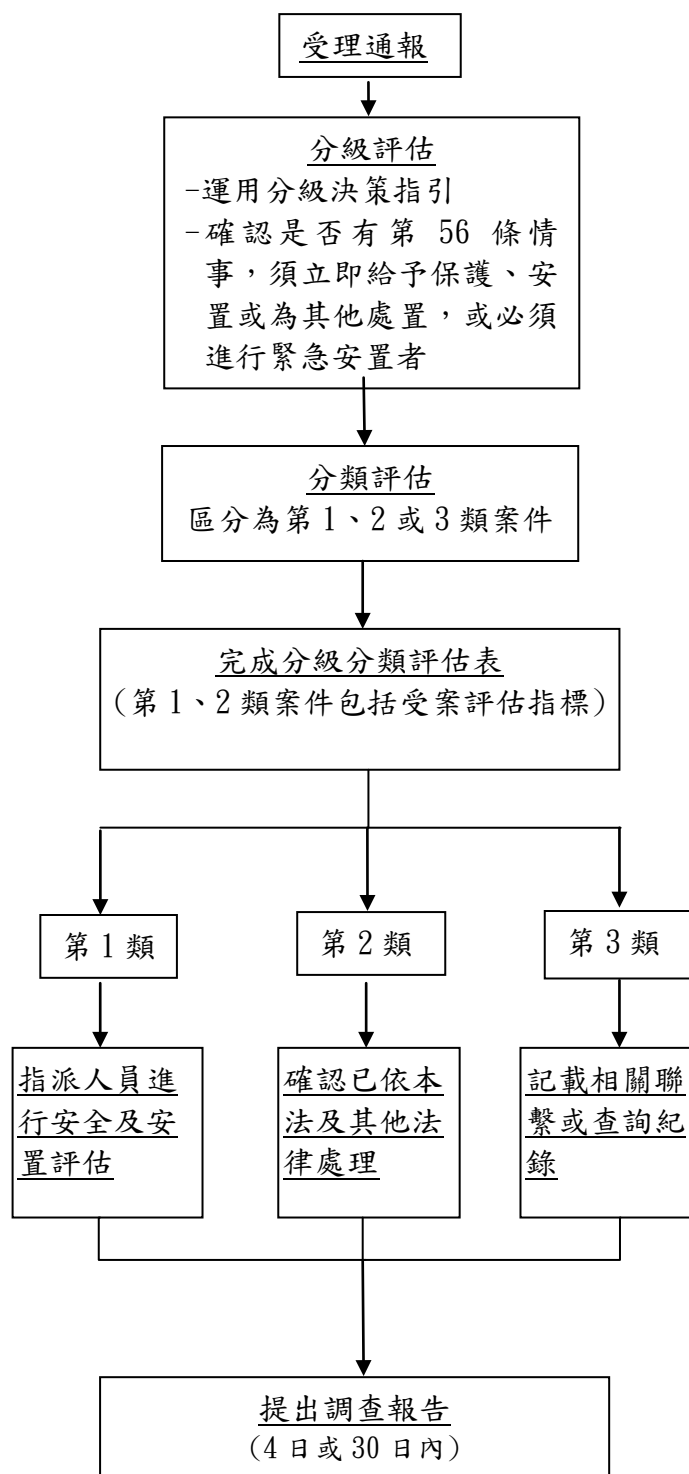 受理通報
分級評估
-運用分級決策指引
-確認是否有第 56 條情
事，須立即給予保護、安
置或為其他處置，或必須
進行緊急安置者
分類評估
區分為第 1、2 或 3 類案件
完成分級分類評估表
（第 1、2 類案件包括受案評估指標）
第 1 類
第 2 類
第 3 類
指派人員進
行安全及安
置評估
確認已依本
法及其他法
律處理
記載相關聯
繫或查詢紀
錄
提出調查報告
（4 日或 30 日內）